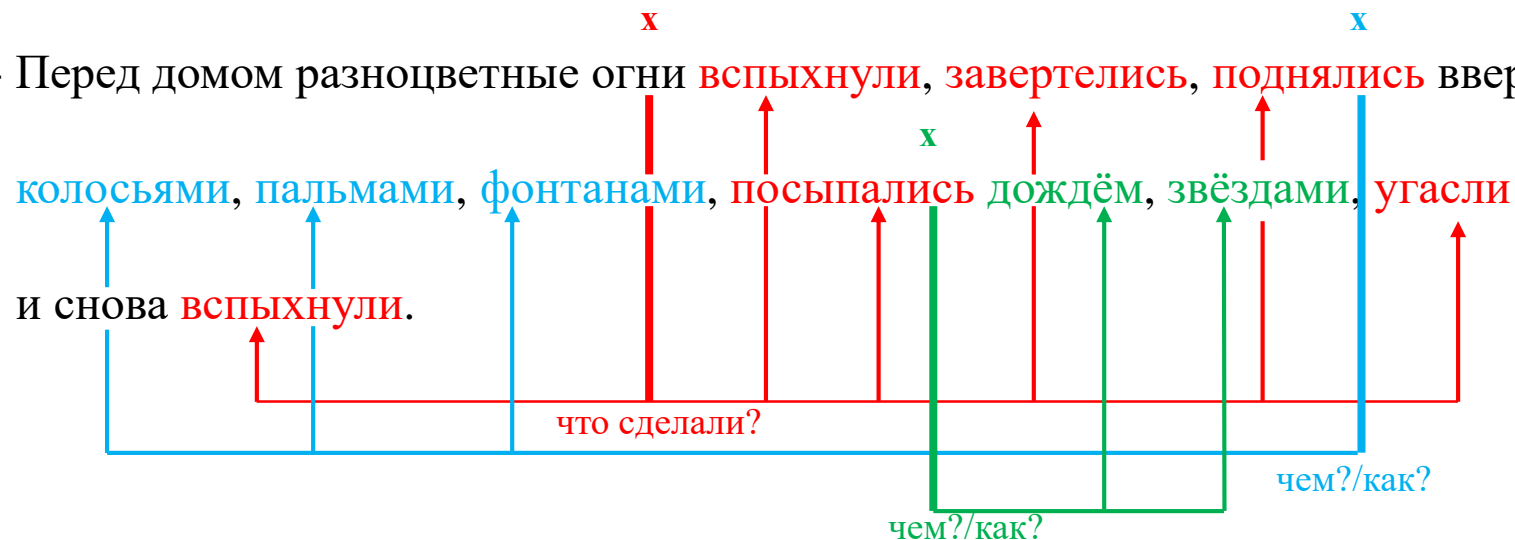 х х
- Перед домом разноцветные огни вспыхнули, завертелись, поднялись ввер
х
колосьями, пальмами, фонтанами, посыпались дождём, звёздами, угасли
и снова вспыхнули.
что сделали?
чем?/как?
чем?/как?